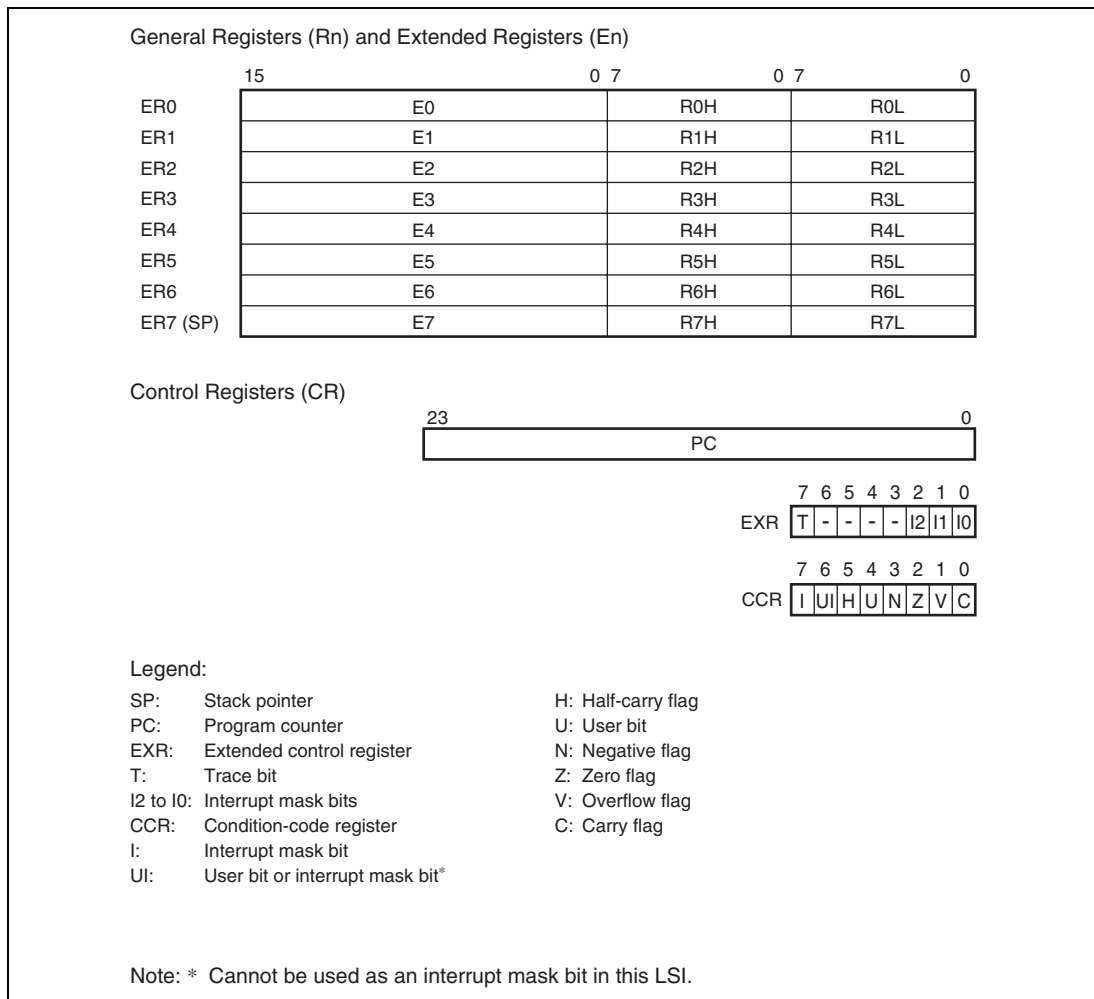 General Registers (Rn) and Extended Registers (En)
15 0 7 0 7 0
ER0 E0 R0H R0L
ER1 E1 R1H R1L
ER2 E2 R2H R2L
ER3 E3 R3H R3L
ER4 E4 R4H R4L
ER5 E5 R5H R5L
ER6 E6 R6H R6L
ER7 (SP) E7 R7H R7L
Control Registers (CR)
23 0
PC
7 6 5 4 3 2 1 0
EXR T - - - - I2 I1 I0
7 6 5 4 3 2 1 0
CCR I UI H U N Z V C
Legend:
SP: Stack pointer
PC: Program counter
EXR: Extended control register
T: Trace bit
I2 to I0: Interrupt mask bits
CCR: Condition-code register
I: Interrupt mask bit
UI: User bit or interrupt mask bit*
H: Half-carry flag
U: User bit
N: Negative flag
Z: Zero flag
V: Overflow flag
C: Carry flag
Note: * Cannot be used as an interrupt mask bit in this LSI.